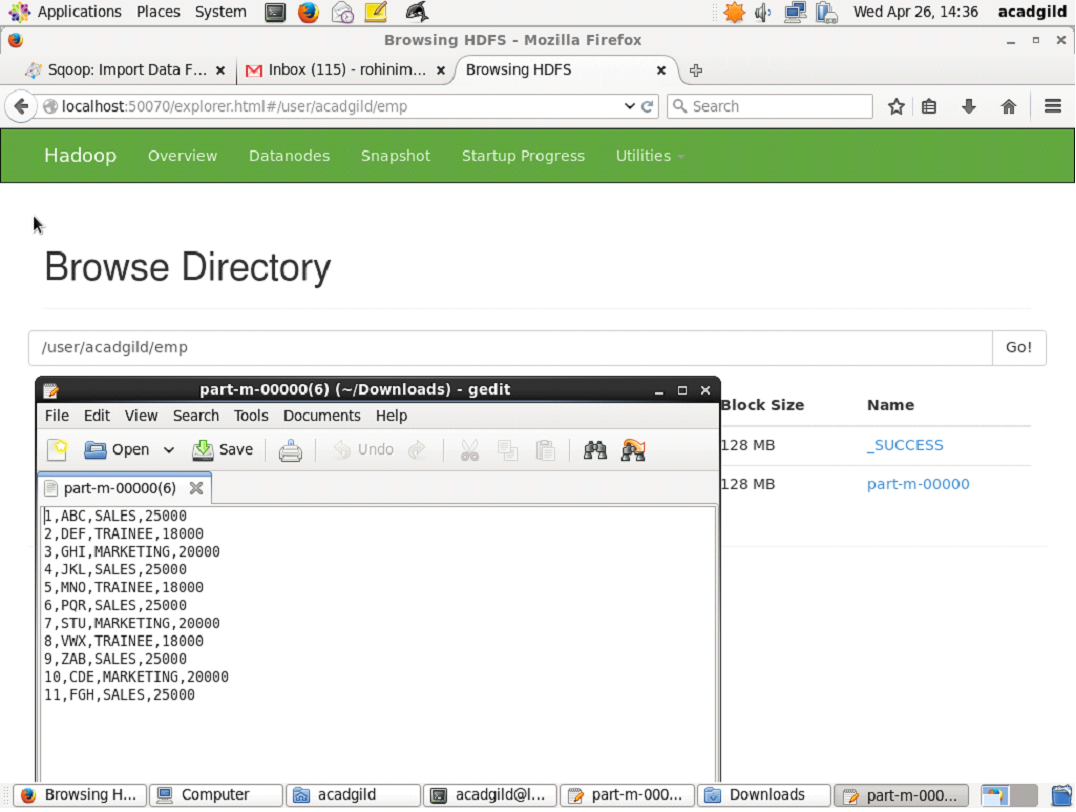 Applications Places System Wed Apr 26, 14:36 acadgild
Browsing HDFS - Mozilla Firefox
Sqoop: Import Data F... Inbox (115) - rohinim... Browsing HDFS
localhost:50070/explorer.html#/user/acadgild/emp Search
Hadoop Overview Datanodes Snapshot Startup Progress Utilities
Browse Directory
/user/acadgild/emp Go!
part-m-00000(6) (~/Downloads) - gedit
Block Size Name
File Edit View Search Tools Documents Help
128 MB _SUCCESS
Open Save Undo
128 MB part-m-00000
part-m-00000(6)
1,ABC,SALES,25000
2,DEF,TRAINEE,18000
3,GHI,MARKETING,20000
4,JKL,SALES,25000
5,MNO,TRAINEE,18000
6,PQR,SALES,25000
7,STU,MARKETING,20000
8,VWX,TRAINEE,18000
9,ZAB,SALES,25000
10,CDE,MARKETING,20000
11,FGH,SALES,25000
Browsing H... Computer acadgild acadgild@l... part-m-000... Downloads part-m-000...